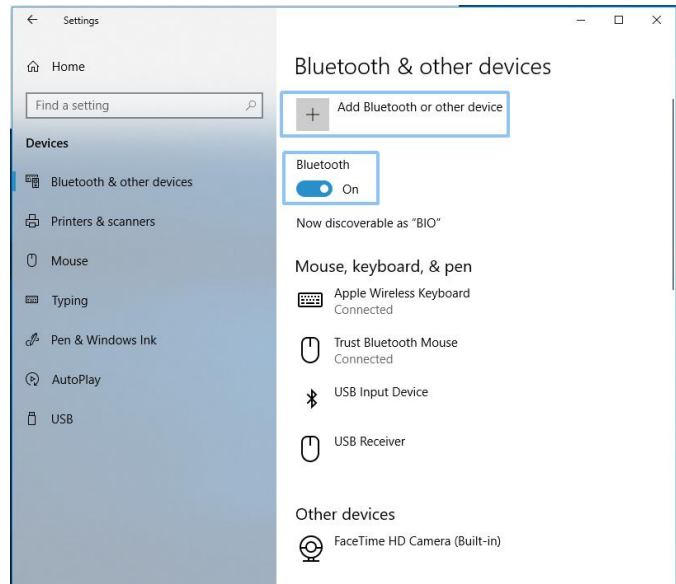 Settings
Home
Find a setting
Devices
Bluetooth & other devices
Printers & scanners
Mouse
Typing
Pen & Windows Ink
AutoPlay
USB
Bluetooth & other devices
Add Bluetooth or other device
Bluetooth
On
Now discoverable as “BIO”
Mouse, keyboard, & pen
Apple Wireless Keyboard
Connected
Trust Bluetooth Mouse
Connected
USB Input Device
USB Receiver
Other devices
FaceTime HD Camera (Built-in)